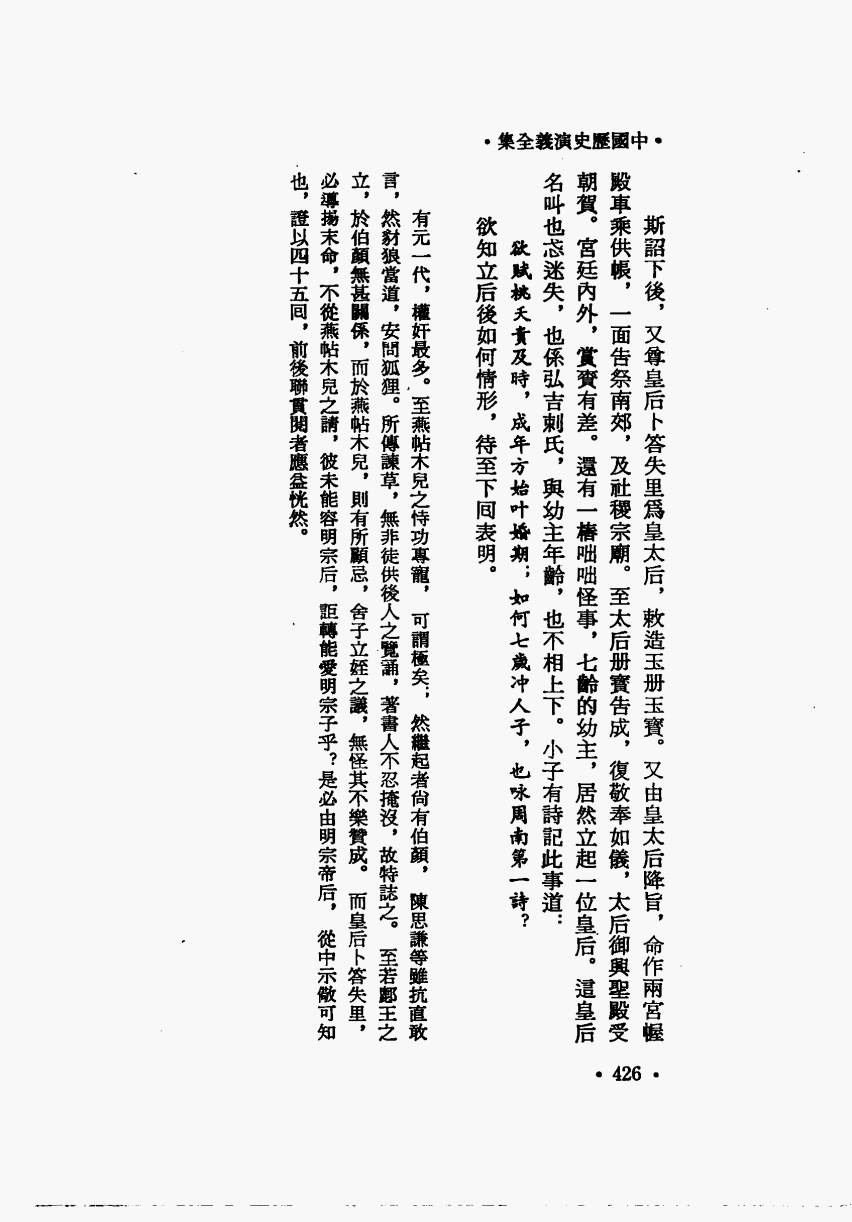 •中國歷史演義全集•
斯詔下後，又尊皇后卜答失里爲皇太后，敕造玉册玉寶。又由皇太后降旨，命作兩宮幄
殿車乘供帳，一面告祭南郊，及社稷宗廟。至太后册寶告成，復敬奉如儀，太后御興聖殿受
朝賀。宮廷內外，賞賚有差。還有一樁咄咄怪事，七齡的幼主，居然立起一位皇后。這皇后
名叫也忒迷失，也係弘吉剌氏，與幼主年齡，也不相上下。小子有詩記此事道：
欲賦桃夭貴及時，成年方始叶婚期；如何七歲冲人子，也咏周南第一詩？
欲知立后後如何情形，待至下回表明。
有元一代，權奸最多。至燕帖木兒之恃功專寵，可謂極矣；然繼起者尚有伯顏，陳思謙等雖抗直敢
言，然豺狼當道，安問狐狸。所傳諫草，無非徒供後人之覽誦，著書人不忍掩沒，故特誌之。至若鄜王之
立，於伯顏無甚關係，而於燕帖木兒，則有所顧忌，舍子立姪之議，無怪其不樂贊成。而皇后卜答失里，
必導揚末命，不從燕帖木兒之請，彼未能容明宗后，詎轉能愛明宗子乎？是必由明宗帝后，從中示儆可知
也，證以四十五回，前後聯貫閱者應益恍然。
•426•